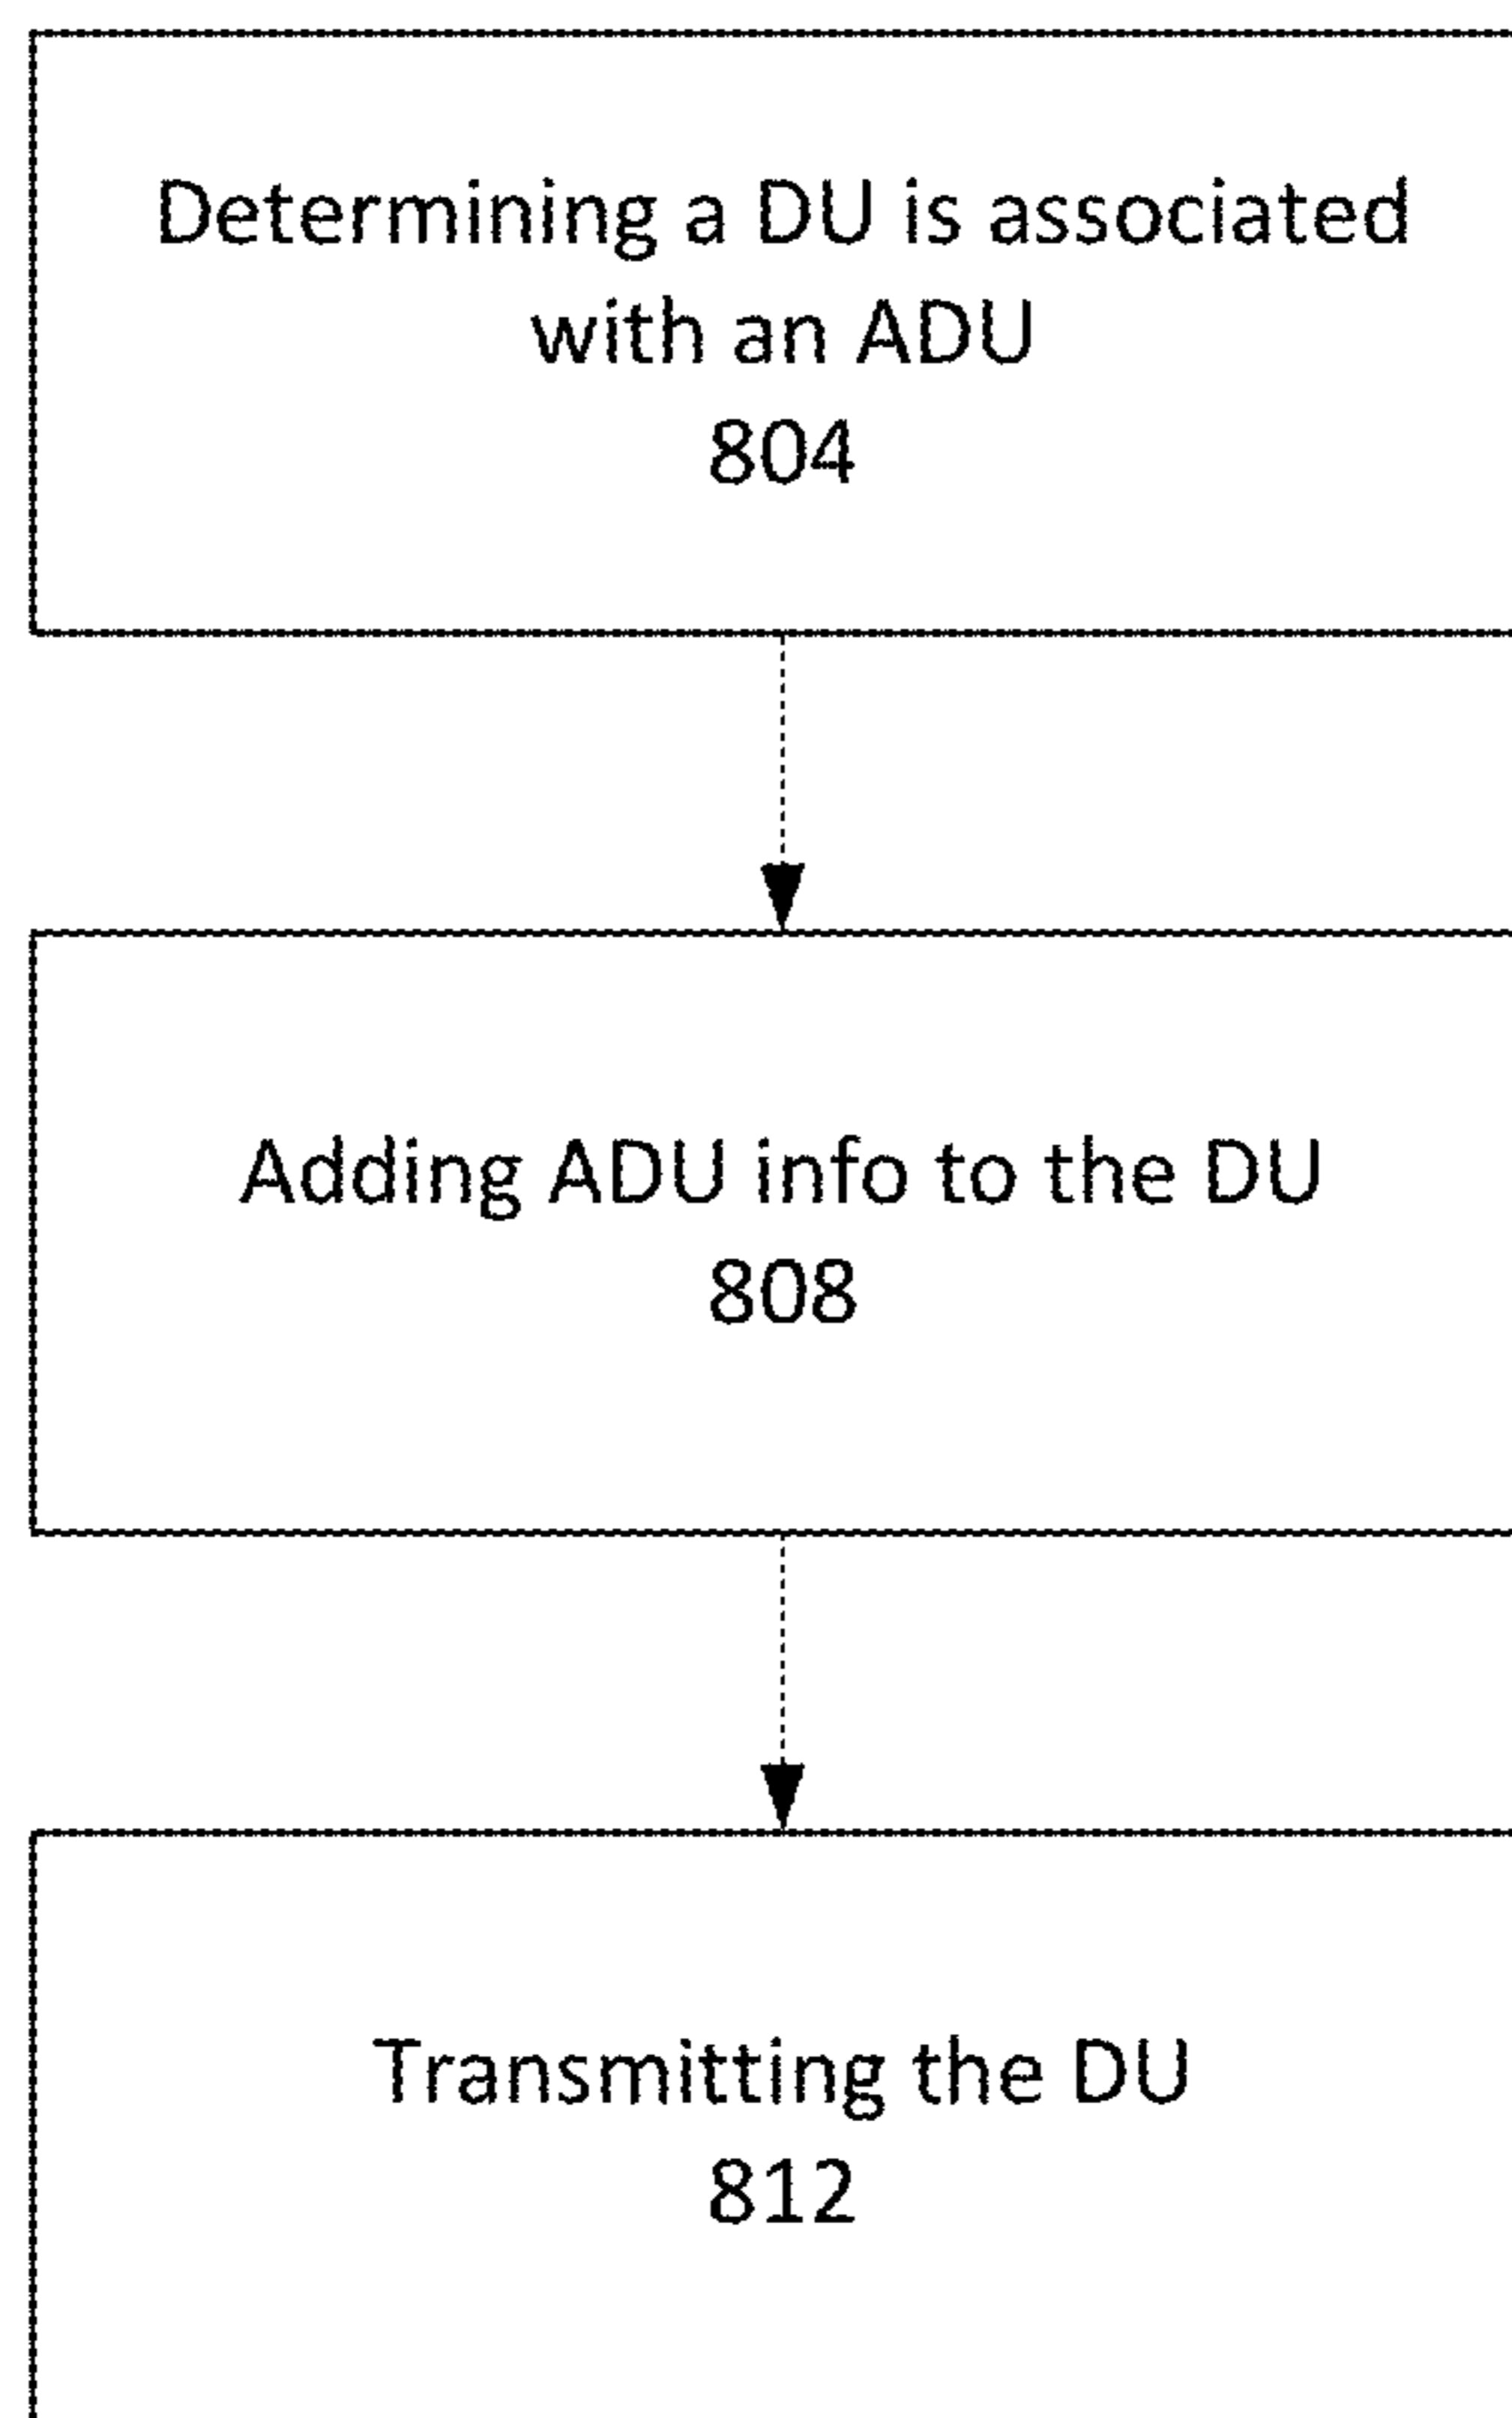 Determining a DU is associated
with an ADU
804
Adding ADU info to the DU
808
Transmitting the DU
812